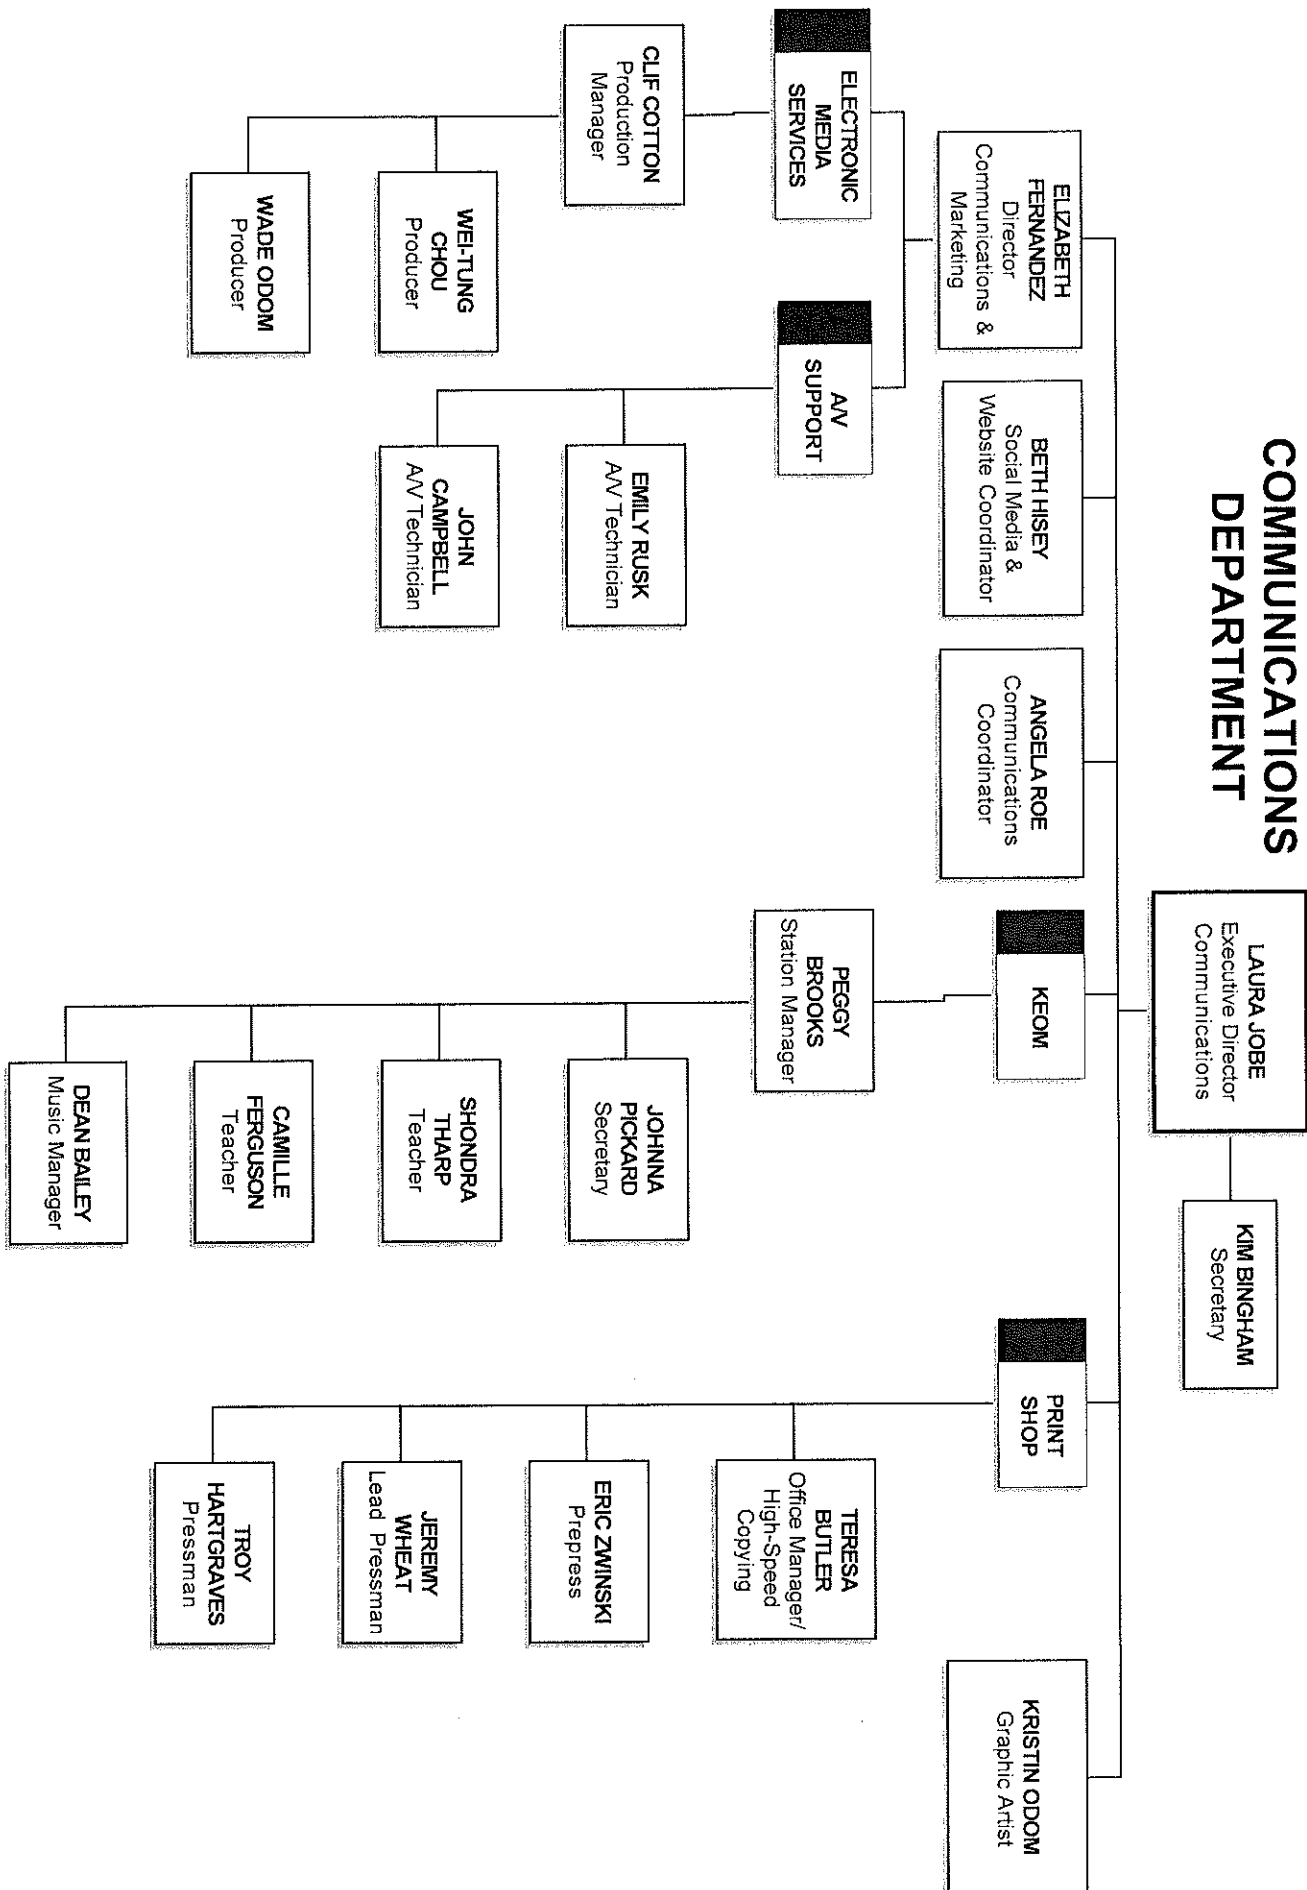 COMMUNICATIONS
DEPARTMENT
LAURA JOBE
Executive Director
Communications
KIM BINGHAM
Secretary
ELIZABETH
FERNANDEZ
Director
Communications &
Marketing
BETH HISEY
Social Media &
Website Coordinator
ANGELA ROE
Communications
Coordinator
KEOM
PRINT
SHOP
KRISTIN ODOM
Graphic Artist
ELECTRONIC
MEDIA
SERVICES
A/V
SUPPORT
CLIF COTTON
Production
Manager
WEI-TUNG
CHOU
Producer
WADE ODOM
Producer
EMILY RUSK
A/V Technician
JOHN
CAMPBELL
A/V Technician
PEGGY
BROOKS
Station Manager
JOHNNA
PICKARD
Secretary
SHONDRA
THARP
Teacher
CAMILLE
FERGUSON
Teacher
DEAN BAILEY
Music Manager
TERESA
BUTLER
Office Manager/
High-Speed
Copying
ERIC ZWINSKI
Prepress
JEREMY
WHEAT
Lead Pressman
TROY
HARTGRAVES
Pressman